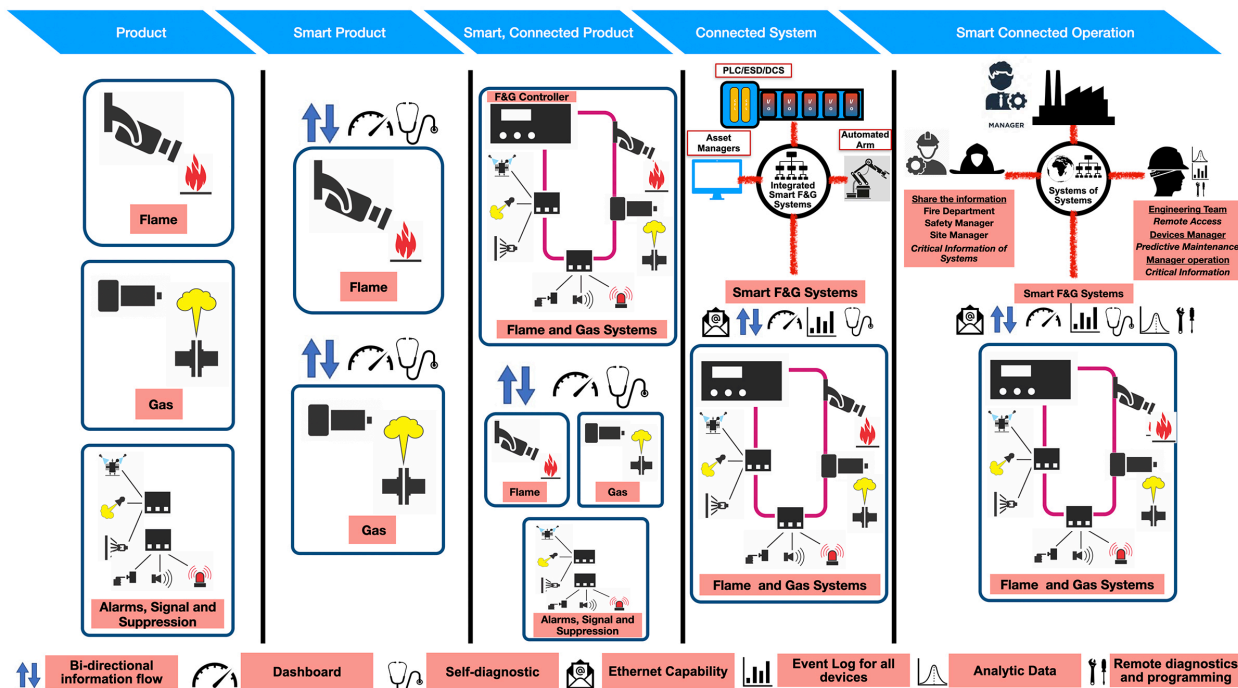 Product
Smart Product
Smart, Connected Product
Connected System
Smart Connected Operation
Flame
Gas
Alarms, Signal and
Suppression
Flame
Gas
F&G Controller
Flame and Gas Systems
Flame
Gas
Alarms, Signal and
Suppression
PLC/ESD/DCS
Asset
Managers
Automated
Arm
Integrated
Smart F&G
Systems
Smart F&G Systems
@
Flame and Gas Systems
MANAGER
Systems of
Systems
Share the information
Fire Department
Safety Manager
Site Manager
Critical Information of
Systems
Engineering Team
Remote Access
Devices Manager
Predictive Maintenance
Manager operation
Critical Information
Smart F&G Systems
@
Flame and Gas Systems
Bi-directional
information flow
Dashboard
Self-diagnostic
@
Ethernet Capability
Event Log for all
devices
Analytic Data
Remote diagnostics
and programming